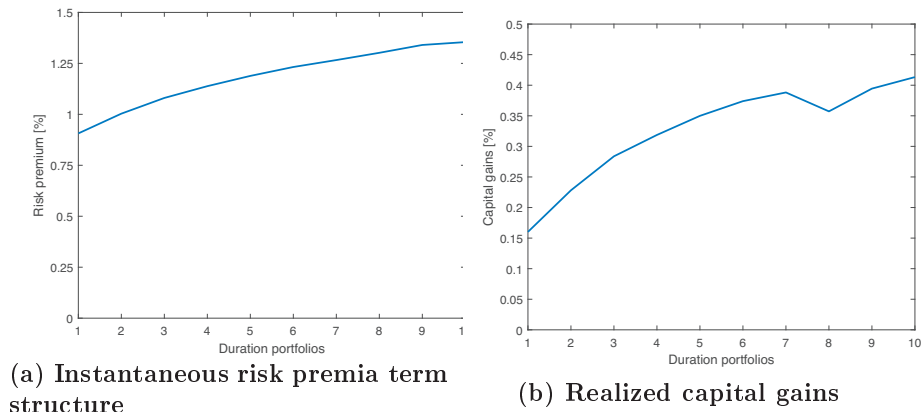 1.5
1.25
1
0.75
0.5
0.25
0
Risk premium [%]
1 2 3 4 5 6 7 8 9 1
Duration portfolios
(a) Instantaneous risk premia term
structure
0.5
0.45
0.4
0.35
0.3
0.25
0.2
0.15
0.1
0.05
0
Capital gains [%]
1 2 3 4 5 6 7 8 9 10
Duration portfolios
(b) Realized capital gains